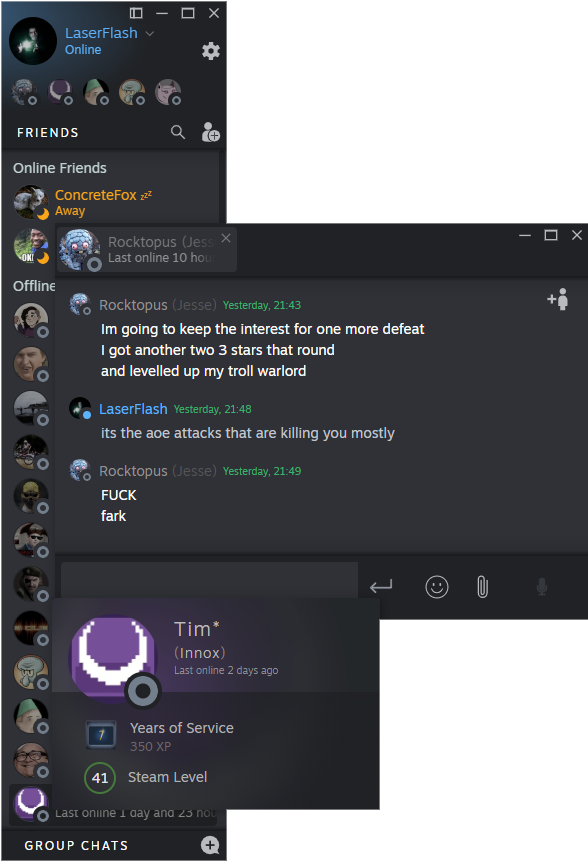 LaserFlash
Online
FRIENDS
Online Friends
ConcreteFox zzz
Away
Offline
Rocktopus (Jess
Last online 10 hou
Rocktopus (Jesse) Yesterday, 21:43
Im going to keep the interest for one more defeat
I got another two 3 stars that round
and levelled up my troll warlord
LaserFlash Yesterday, 21:48
its the aoe attacks that are killing you mostly
Rocktopus (Jesse) Yesterday, 21:49
FUCK
fark
Tim*
(Innox)
Last online 2 days ago
7
Years of Service
350 XP
41 Steam Level
Last online 1 day and 23 hou
GROUP CHATS